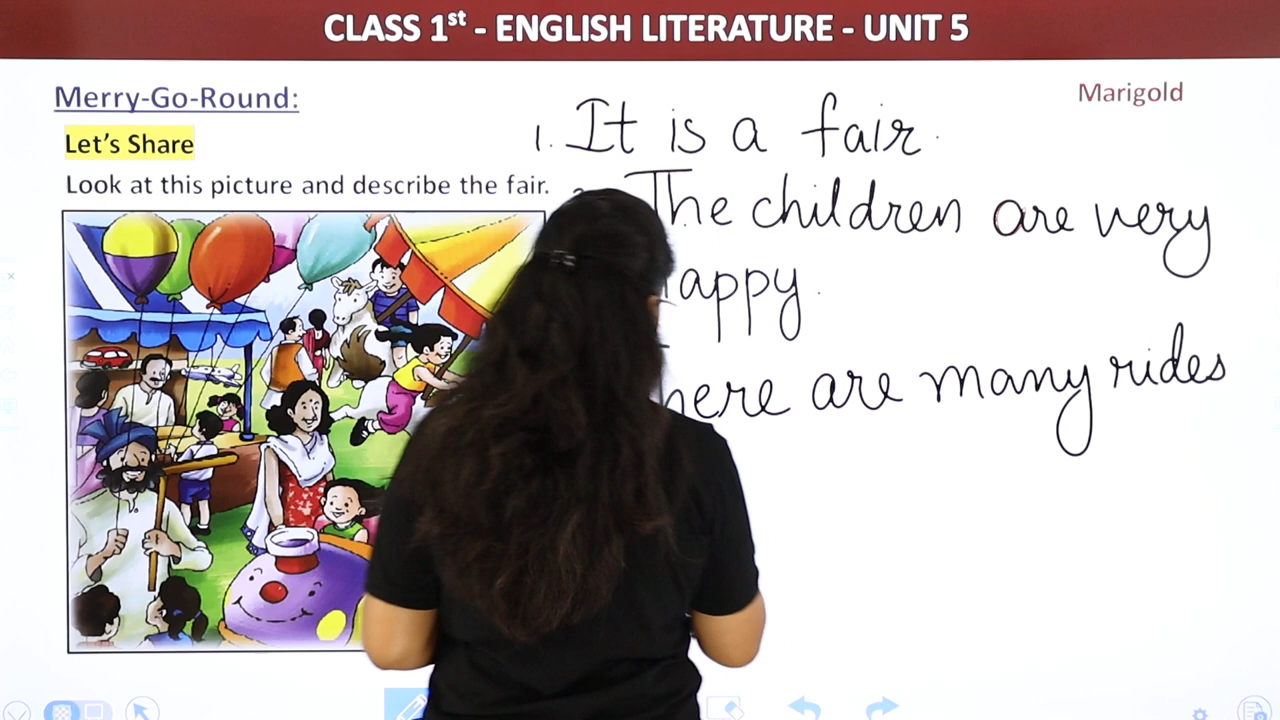 CLASS 1st - ENGLISH LITERATURE - UNIT 5
Merry-Go-Round:
Marigold
Let's Share
Look at this picture and describe the fair.
1. It is a fair.
The children are very
are many rides